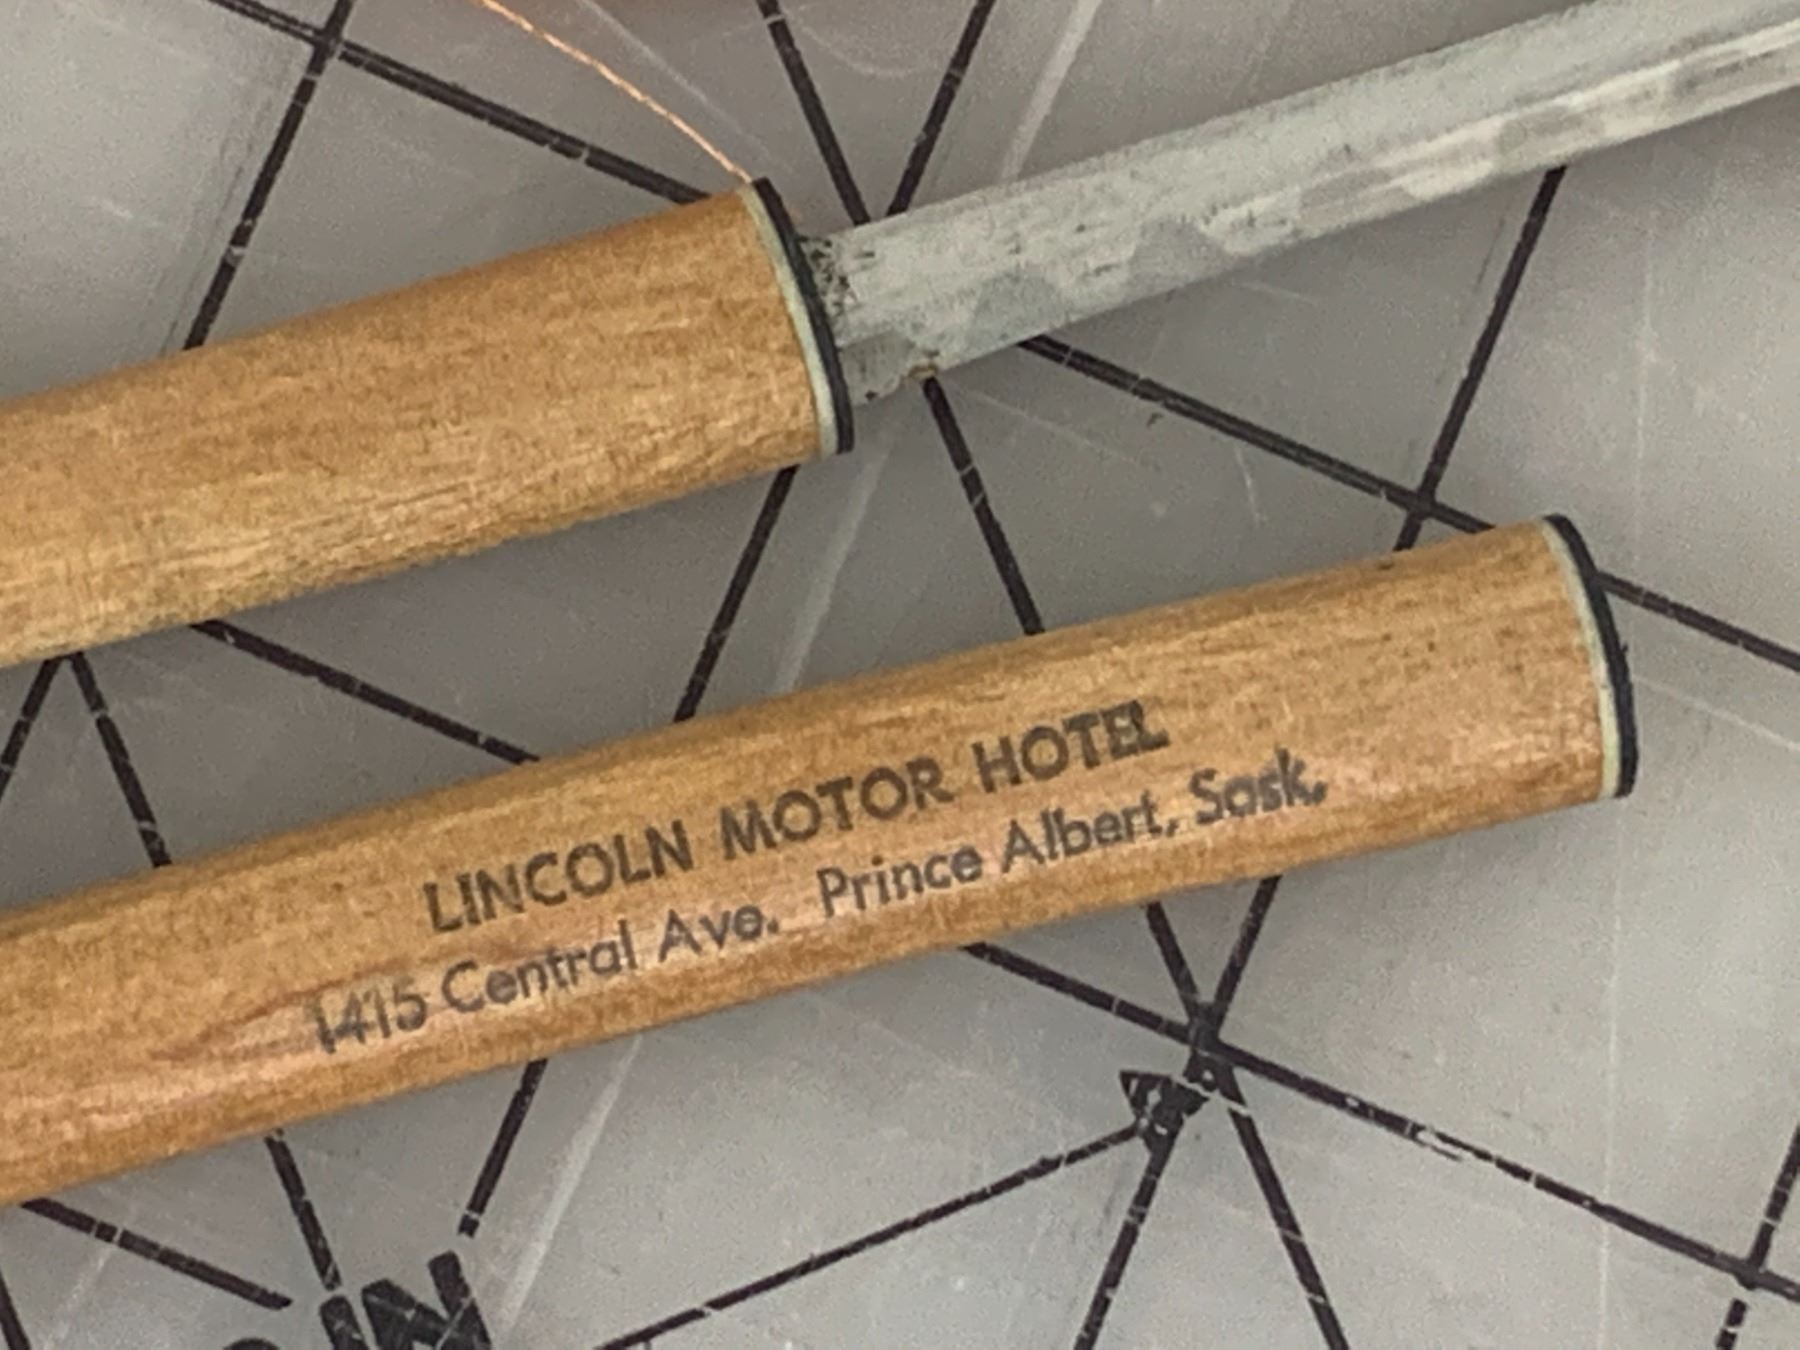 LINCOLN MOTOR HOTEL
1415 Central Ave. Prince Albert, Sask.